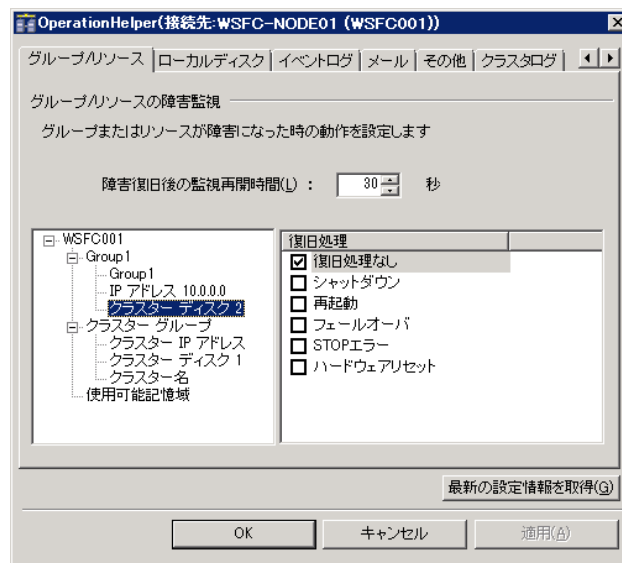 OperationHelper(接続先:WSFC-NODE01 (WSFC001))
グループ/リソース ローカルディスク イベントログ メール その他 クラスタログ
グループ/リソースの障害監視
グループまたはリソースが障害になった時の動作を設定します
障害復旧後の監視再開時間(L) : 30 秒
WSFC001
Group1
Group1
IP アドレス 10.0.0.0
クラスター ディスク 2
クラスター グループ
クラスター IP アドレス
クラスター ディスク 1
クラスター名
使用可能記憶域
復旧処理
復旧処理なし
シャットダウン
再起動
フェールオーバ
STOPエラー
ハードウェアリセット
最新の設定情報を取得(G)
OK キャンセル 適用(A)